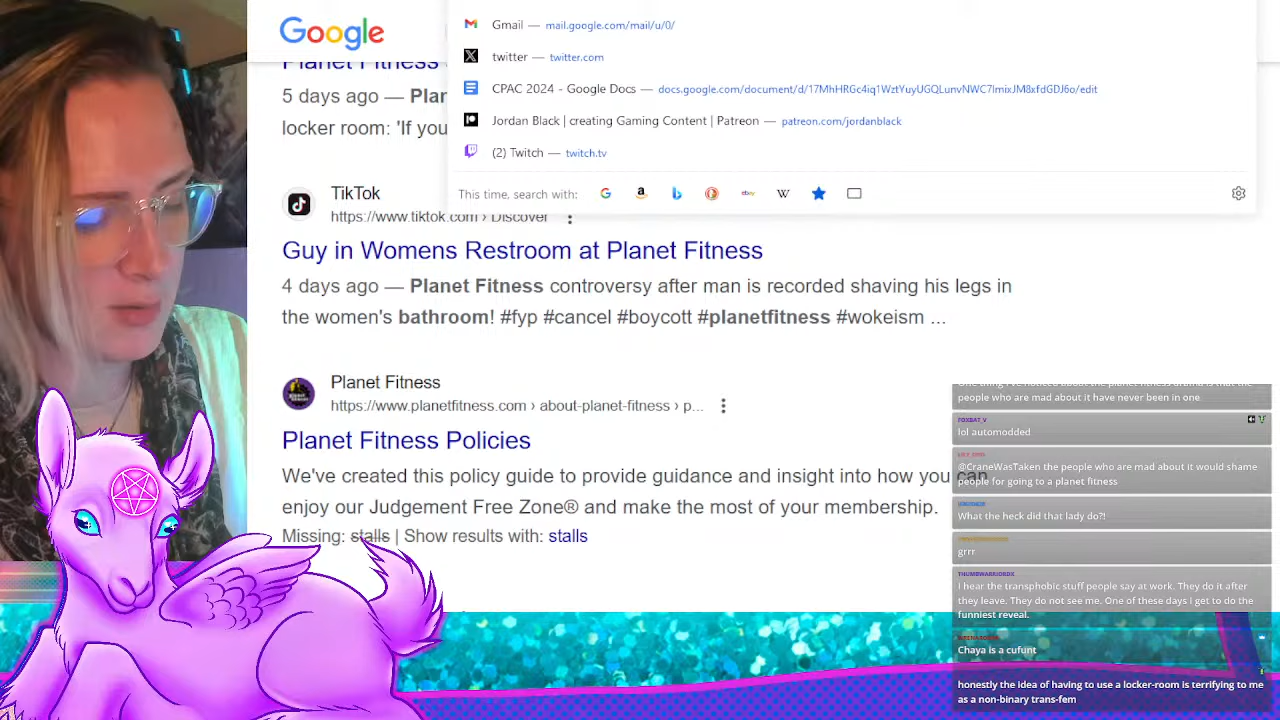 Google
Gmail — mail.google.com/mail/u/0/
twitter — twitter.com
CPAC 2024 - Google Docs — docs.google.com/document/d/17MhHRGc4iq1WztYuyUGQLunvNWC7lmixJM8xfdGDJ6o/edit
Jordan Black | creating Gaming Content | Patreon — patreon.com/jordanblack
(2) Twitch — twitch.tv
This time, search with:
Planet Fitness
5 days ago —
locker room: 'If you
TikTok
https://www.tiktok.com › Discover
Guy in Womens Restroom at Planet Fitness
4 days ago — Planet Fitness controversy after man is recorded shaving his legs in
the women's bathroom! #fyp #cancel #boycott #planetfitness #wokeism ...
Planet Fitness
https://www.planetfitness.com › about-planet-fitness › p...
Planet Fitness Policies
We've created this policy guide to provide guidance and insight into how you can
enjoy our Judgement Free Zone® and make the most of your membership.
Missing: stalls | Show results with: stalls
people who are mad about it have never been in one
FOXBAT_V
lol automodded
@CraneWasTaken the people who are mad about it would shame
people for going to a planet fitness
What the heck did that lady do?!
grrr
THUMBWARRIORDX
I hear the transphobic stuff people say at work. They do it after
they leave. They do not see me. One of these days I get to do the
funniest reveal.
Chaya is a cufunt
honestly the idea of having to use a locker-room is terrifying to me
as a non-binary trans-fem